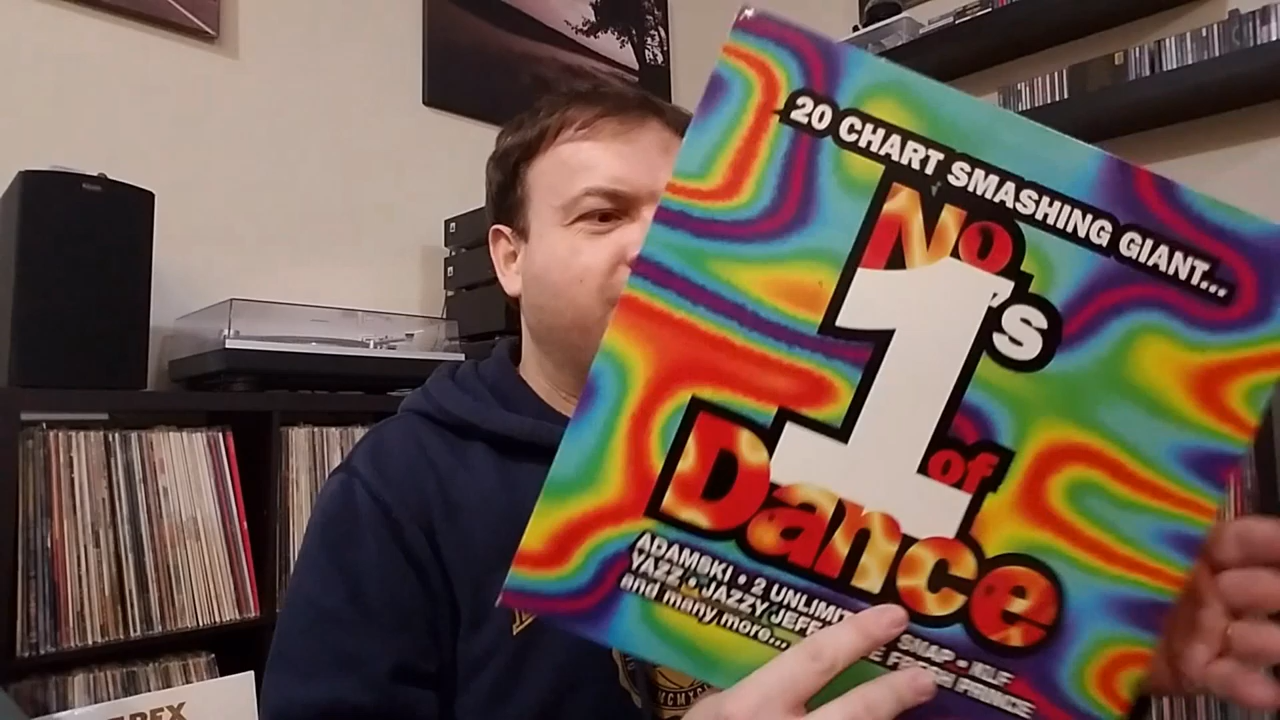 20 CHART SMASHING GIANT...
No.
1's
of
Dance
ADAMSKI • 2 UNLIMIT SNAP • KLF
YAZZ • JAZZY JEFF FRESH PRINCE
and many more...